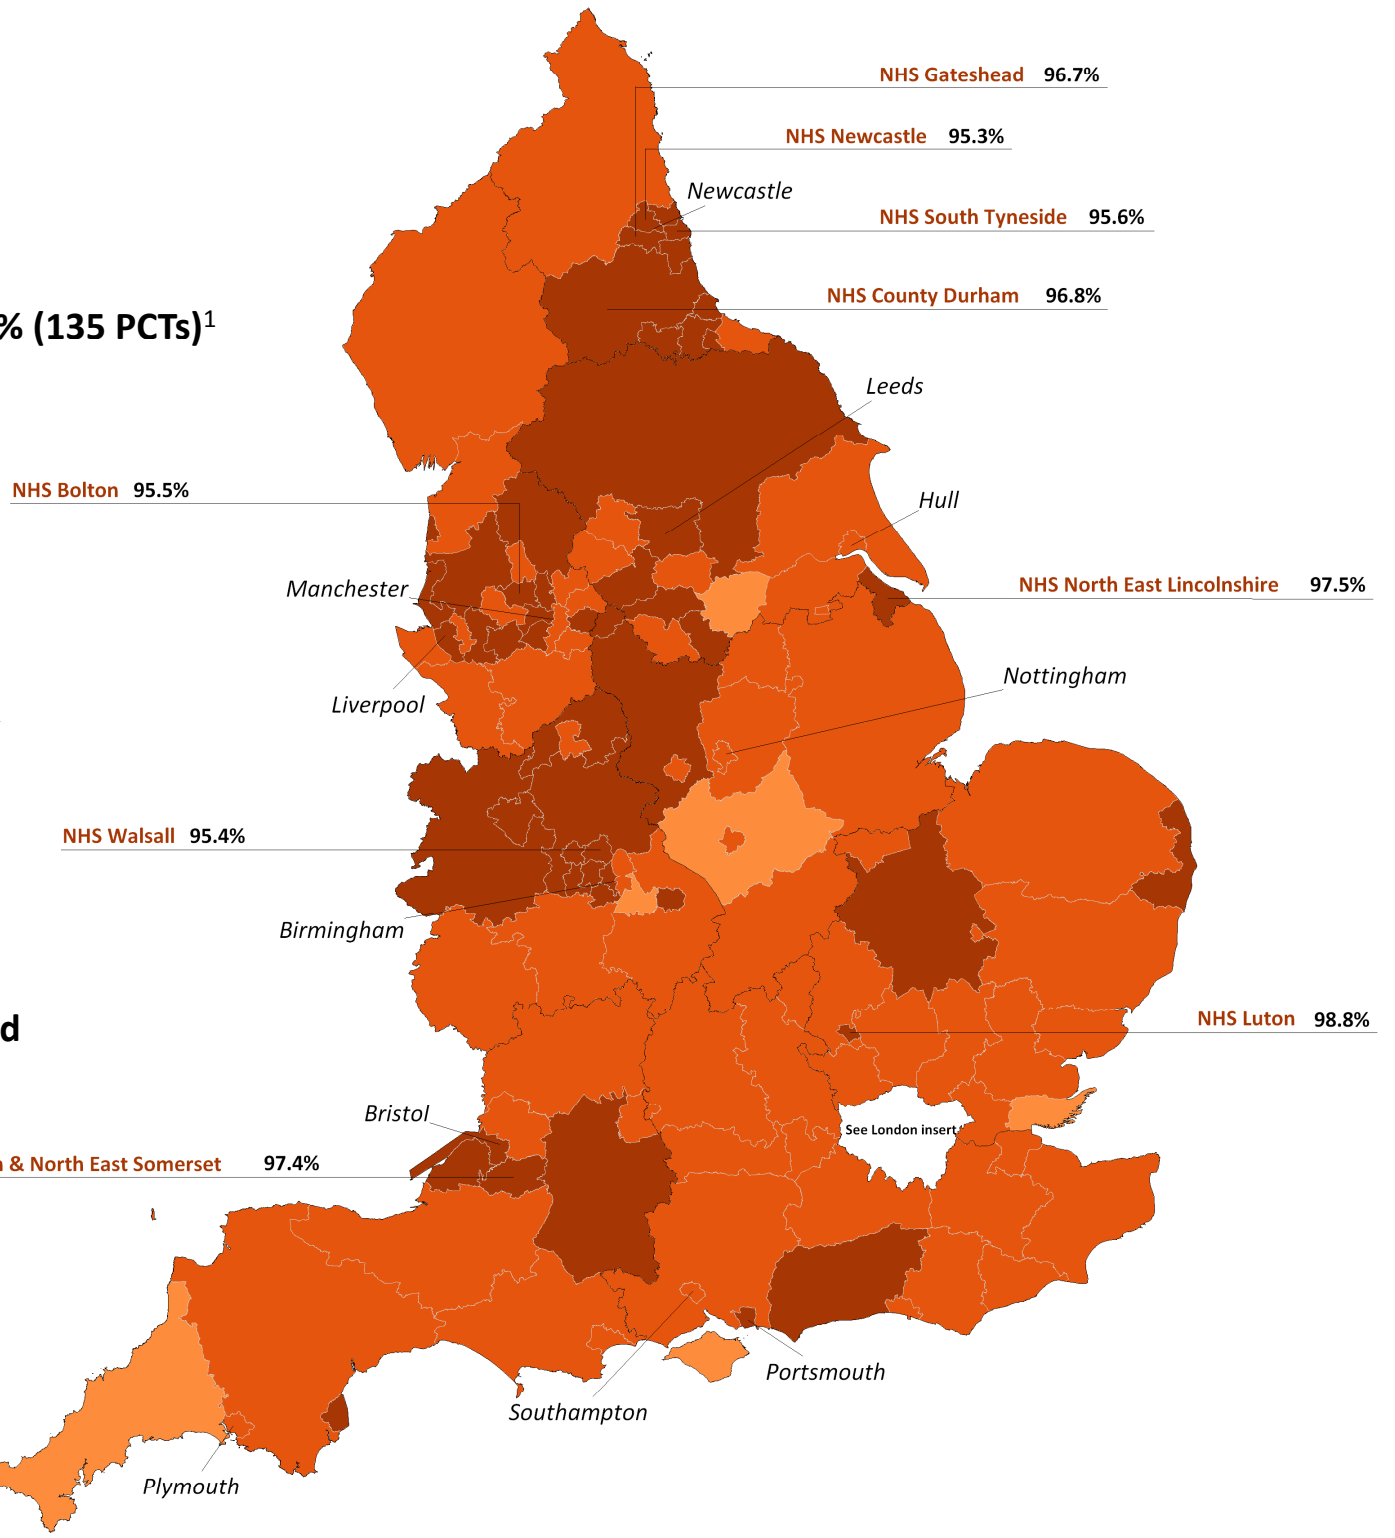 NHS Gateshead 96.7%
NHS Newcastle 95.3%
Newcastle
NHS South Tyneside 95.6%
NHS County Durham 96.8%
% (135 PCTs)1
Leeds
NHS Bolton 95.5%
Hull
Manchester
NHS North East Lincolnshire 97.5%
Nottingham
Liverpool
NHS Walsall 95.4%
Birmingham
d
NHS Luton 98.8%
Bristol
See London insert
& North East Somerset 97.4%
Portsmouth
Southampton
Plymouth